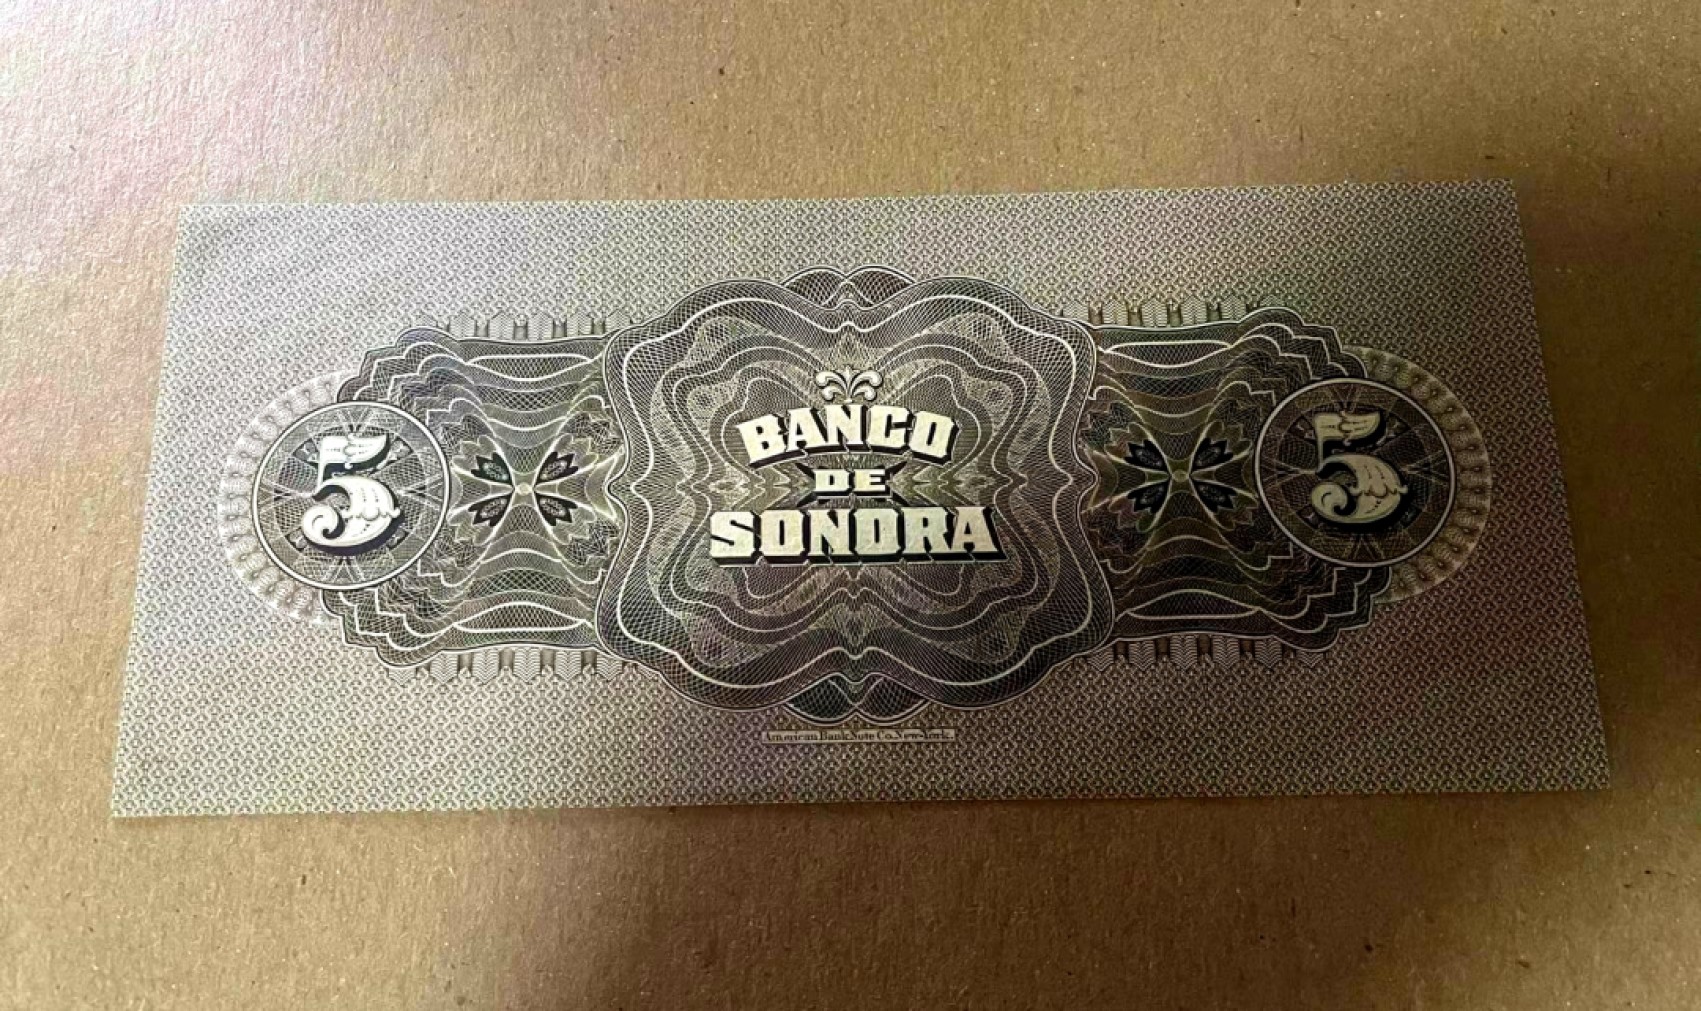 BANCO
5 DE 5
SONORA
American Bank Note Co. New-York.